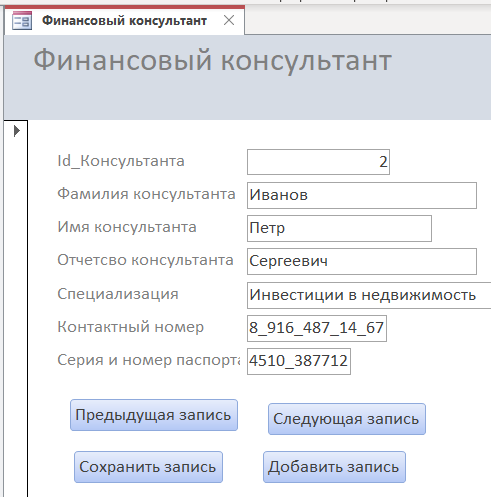 Финансовый консультант
Финансовый консультант
Id_Консультанта 2
Фамилия консультанта Иванов
Имя консультанта Петр
Отчетсво консультанта Сергеевич
Специализация Инвестиции в недвижимость
Контактный номер 8_916_487_14_67
Серия и номер паспорта 4510_387712
Предыдущая запись Следующая запись
Сохранить запись Добавить запись